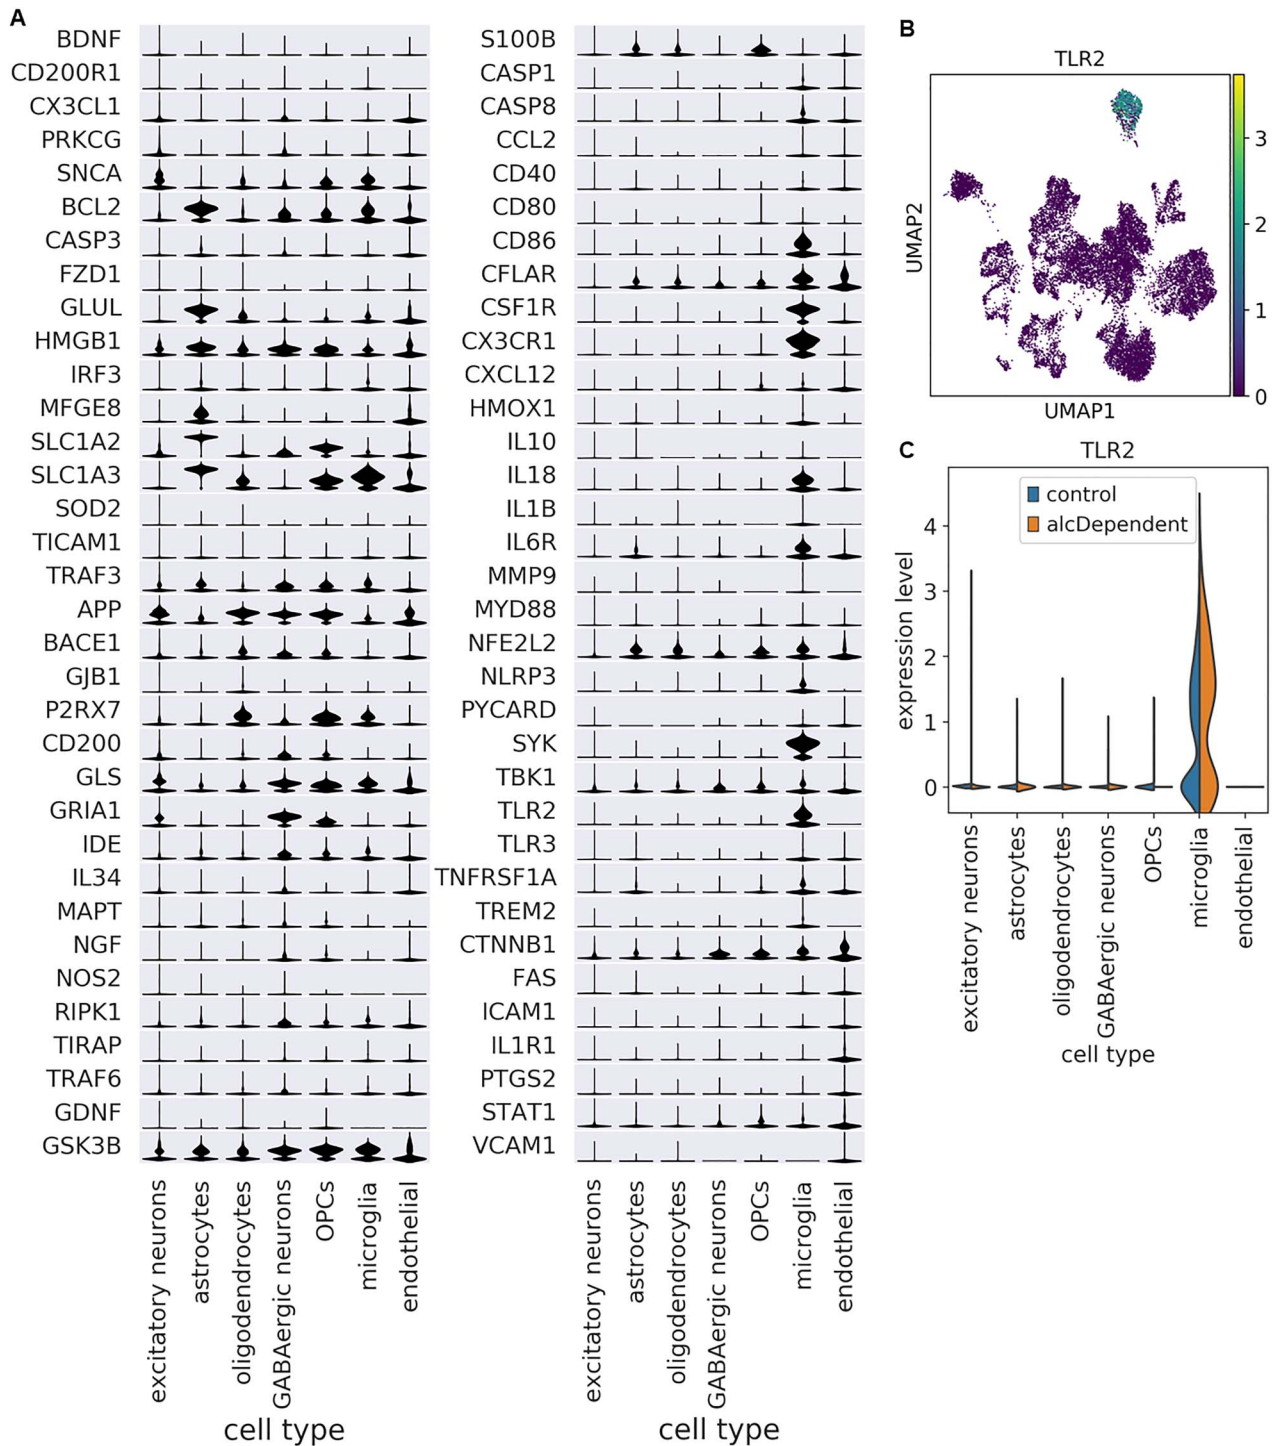 A
BDNF
CD200R1
CX3CL1
PRKCG
SNCA
BCL2
CASP3
FZD1
GLUL
HMGB1
IRF3
MFGE8
SLC1A2
SLC1A3
SOD2
TICAM1
TRAF3
APP
BACE1
GJB1
P2RX7
CD200
GLS
GRIA1
IDE
IL34
MAPT
NGF
NOS2
RIPK1
TIRAP
TRAF6
GDNF
GSK3B
excitatory neurons
astrocytes
oligodendrocytes
GABAergic neurons
OPCs
microglia
endothelial
cell type
S100B
CASP1
CASP8
CCL2
CD40
CD80
CD86
CFLAR
CSF1R
CX3CR1
CXCL12
HMOX1
IL10
IL18
IL1B
IL6R
MMP9
MYD88
NFE2L2
NLRP3
PYCARD
SYK
TBK1
TLR2
TLR3
TNFRSF1A
TREM2
CTNNB1
FAS
ICAM1
IL1R1
PTGS2
STAT1
VCAM1
excitatory neurons
astrocytes
oligodendrocytes
GABAergic neurons
OPCs
microglia
endothelial
cell type
B
TLR2
UMAP2
UMAP1
3
2
1
0
C
TLR2
control
alcDependent
expression level
4
3
2
1
0
excitatory neurons
astrocytes
oligodendrocytes
GABAergic neurons
OPCs
microglia
endothelial
cell type